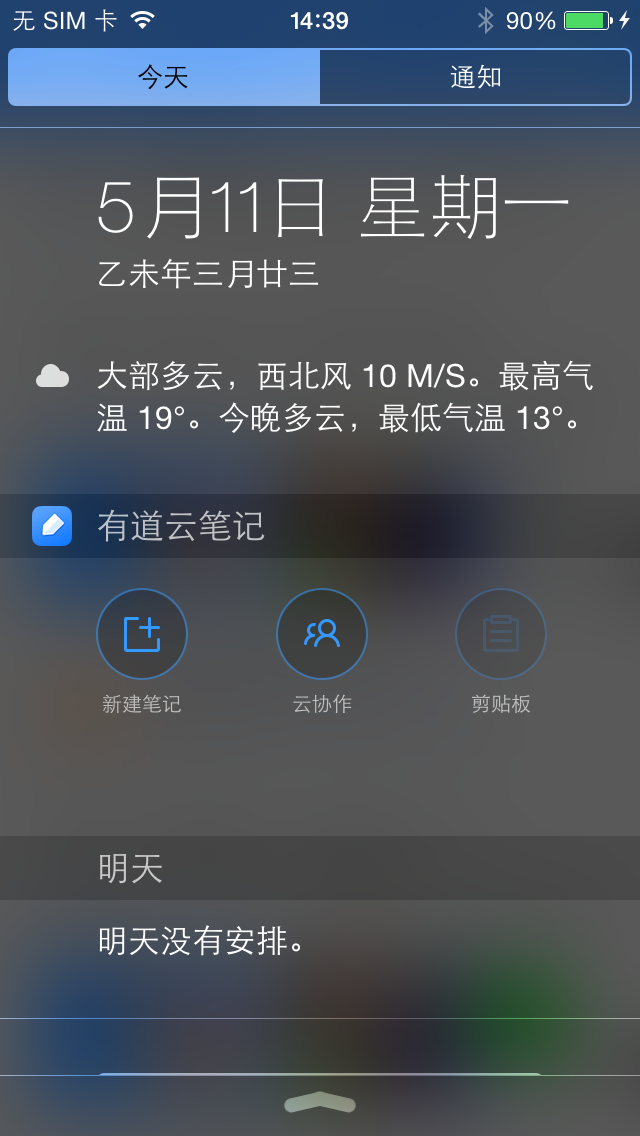 无 SIM 卡 14:39 90%
今天 通知
5月11日 星期一
乙未年三月廿三
大部多云，西北风 10 M/S。最高气
温 19°。今晚多云，最低气温 13°。
有道云笔记
新建笔记 云协作 剪贴板
明天
明天没有安排。